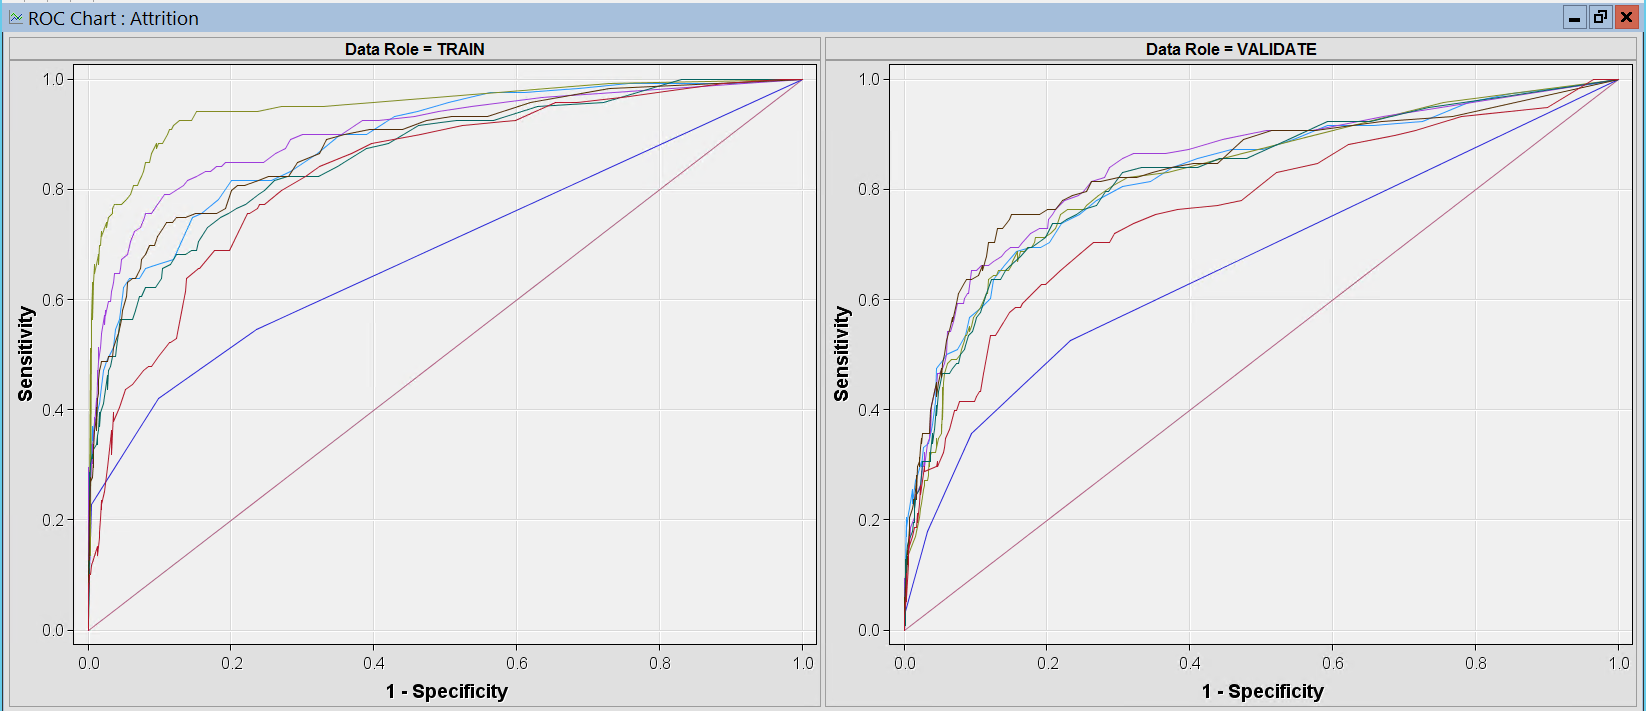 ROC Chart : Attrition
Data Role = TRAIN
Sensitivity
1.0
0.8
0.6
0.4
0.2
0.0
0.0 0.2 0.4 0.6 0.8 1.0
1 - Specificity
Data Role = VALIDATE
Sensitivity
1.0
0.8
0.6
0.4
0.2
0.0
0.0 0.2 0.4 0.6 0.8 1.0
1 - Specificity